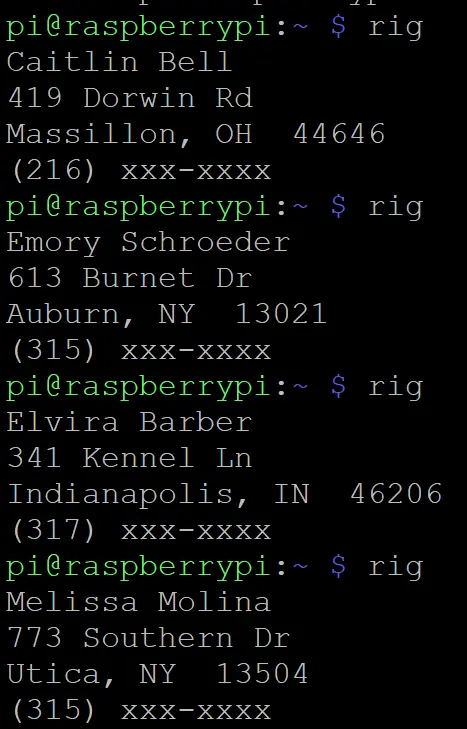 pi@raspberrypi:~ $ rig
Caitlin Bell
419 Dorwin Rd
Massillon, OH  44646
(216) xxx-xxxx
pi@raspberrypi:~ $ rig
Emory Schroeder
613 Burnet Dr
Auburn, NY  13021
(315) xxx-xxxx
pi@raspberrypi:~ $ rig
Elvira Barber
341 Kennel Ln
Indianapolis, IN  46206
(317) xxx-xxxx
pi@raspberrypi:~ $ rig
Melissa Molina
773 Southern Dr
Utica, NY  13504
(315) xxx-xxxx